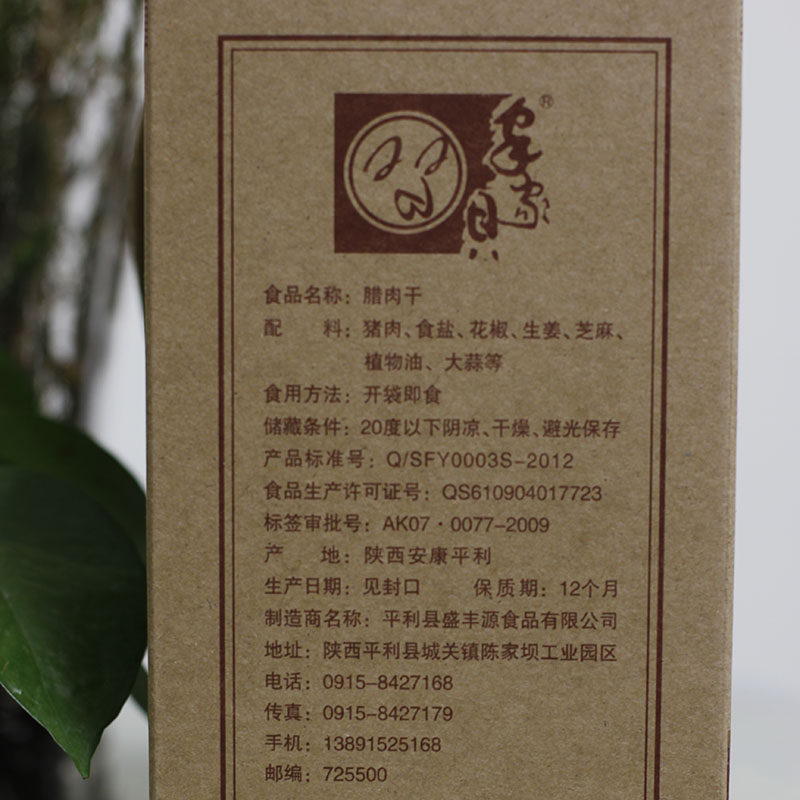 ®
食品名称：腊肉干
配 料：猪肉、食盐、花椒、生姜、芝麻、
植物油、大蒜等
食用方法：开袋即食
储藏条件：20度以下阴凉、干燥、避光保存
产品标准号：Q/SFY0003S-2012
食品生产许可证号：QS610904017723
标签审批号：AK07·0077-2009
产 地：陕西安康平利
生产日期：见封口 保质期：12个月
制造商名称：平利县盛丰源食品有限公司
地址：陕西平利县城关镇陈家坝工业园区
电话：0915-8427168
传真：0915-8427179
手机：13891525168
邮编：725500